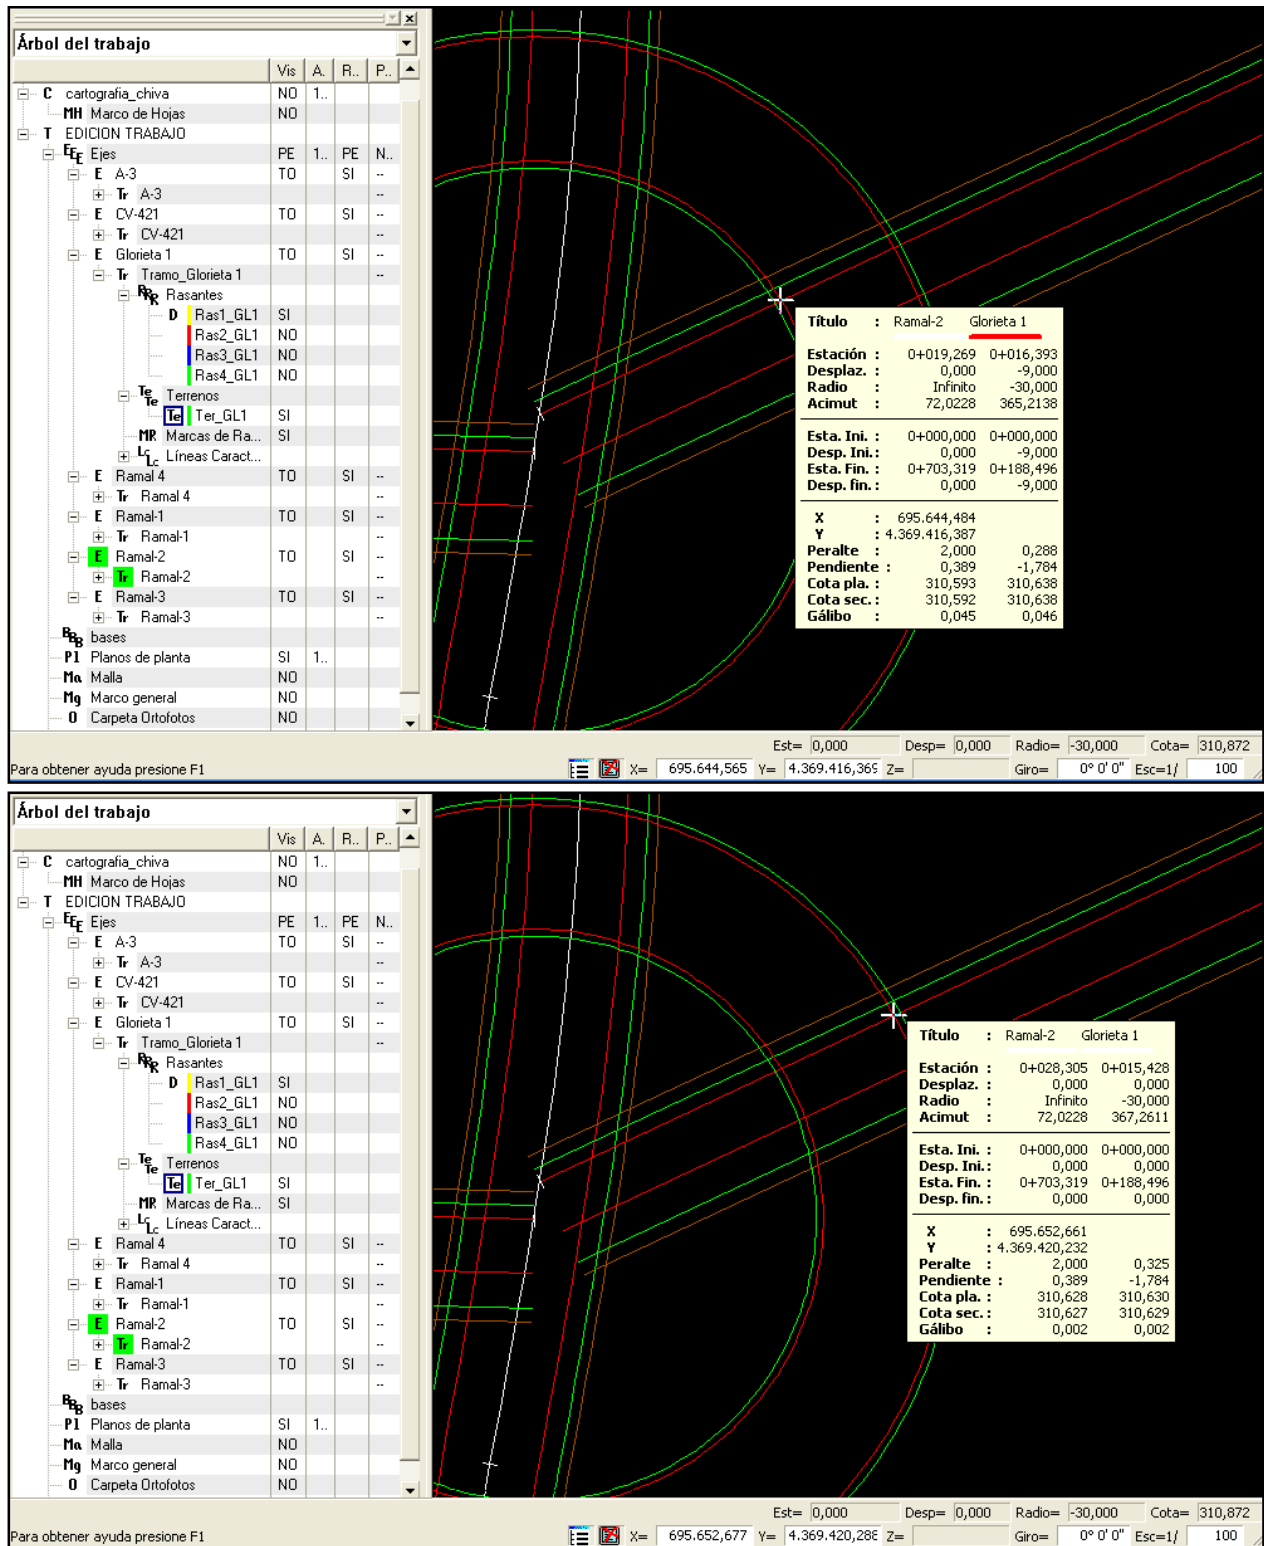 Árbol del trabajo
Vis A. R.. P..
C cartografia_chiva NO 1..
MH Marco de Hojas NO
T EDICION TRABAJO
EEE Ejes PE 1.. PE N..
E A-3 TO SI --
Tr A-3 --
E CV-421 TO SI --
Tr CV-421 --
E Glorieta 1 TO SI --
Tr Tramo_Glorieta 1 --
RRR Rasantes
D Ras1_GL1 SI
Ras2_GL1 NO
Ras3_GL1 NO
Ras4_GL1 NO
TeTe Terrenos
Te Ter_GL1 SI
MR Marcas de Ra... SI
LcLc Líneas Caract...
E Ramal 4 TO SI --
Tr Ramal 4 --
E Ramal-1 TO SI --
Tr Ramal-1 --
E Ramal-2 TO SI --
Tr Ramal-2 --
E Ramal-3 TO SI --
Tr Ramal-3 --
BBB bases
Pl Planos de planta SI 1..
Ma Malla NO
Mg Marco general NO
O Carpeta Ortofotos NO
Título : Ramal-2 Glorieta 1
Estación : 0+019,269 0+016,393
Desplaz. : 0,000 -9,000
Radio : Infinito -30,000
Acimut : 72,0228 365,2138
Esta. Ini. : 0+000,000 0+000,000
Desp. Ini.: 0,000 -9,000
Esta. Fin. : 0+703,319 0+188,496
Desp. fin. : 0,000 -9,000
X : 695.644,484
Y : 4.369.416,387
Peralte : 2,000 0,288
Pendiente : 0,389 -1,784
Cota pla. : 310,593 310,638
Cota sec. : 310,592 310,638
Gálibo : 0,045 0,046
Est= 0,000 Desp= 0,000 Radio= -30,000 Cota= 310,872
Para obtener ayuda presione F1 X= 695.644,565 Y= 4.369.416,369 Z= Giro= 0° 0' 0" Esc=1/ 100
Árbol del trabajo
Vis A. R.. P..
C cartografia_chiva NO 1..
MH Marco de Hojas NO
T EDICION TRABAJO
EEE Ejes PE 1.. PE N..
E A-3 TO SI --
Tr A-3 --
E CV-421 TO SI --
Tr CV-421 --
E Glorieta 1 TO SI --
Tr Tramo_Glorieta 1 --
RRR Rasantes
D Ras1_GL1 SI
Ras2_GL1 NO
Ras3_GL1 NO
Ras4_GL1 NO
TeTe Terrenos
Te Ter_GL1 SI
MR Marcas de Ra... SI
LcLc Líneas Caract...
E Ramal 4 TO SI --
Tr Ramal 4 --
E Ramal-1 TO SI --
Tr Ramal-1 --
E Ramal-2 TO SI --
Tr Ramal-2 --
E Ramal-3 TO SI --
Tr Ramal-3 --
BBB bases
Pl Planos de planta SI 1..
Ma Malla NO
Mg Marco general NO
O Carpeta Ortofotos NO
Título : Ramal-2 Glorieta 1
Estación : 0+028,305 0+015,428
Desplaz. : 0,000 0,000
Radio : Infinito -30,000
Acimut : 72,0228 367,2611
Esta. Ini. : 0+000,000 0+000,000
Desp. Ini.: 0,000 0,000
Esta. Fin. : 0+703,319 0+188,496
Desp. fin. : 0,000 0,000
X : 695.652,661
Y : 4.369.420,232
Peralte : 2,000 0,325
Pendiente : 0,389 -1,784
Cota pla. : 310,628 310,630
Cota sec. : 310,627 310,629
Gálibo : 0,002 0,002
Est= 0,000 Desp= 0,000 Radio= -30,000 Cota= 310,872
Para obtener ayuda presione F1 X= 695.652,677 Y= 4.369.420,286 Z= Giro= 0° 0' 0" Esc=1/ 100